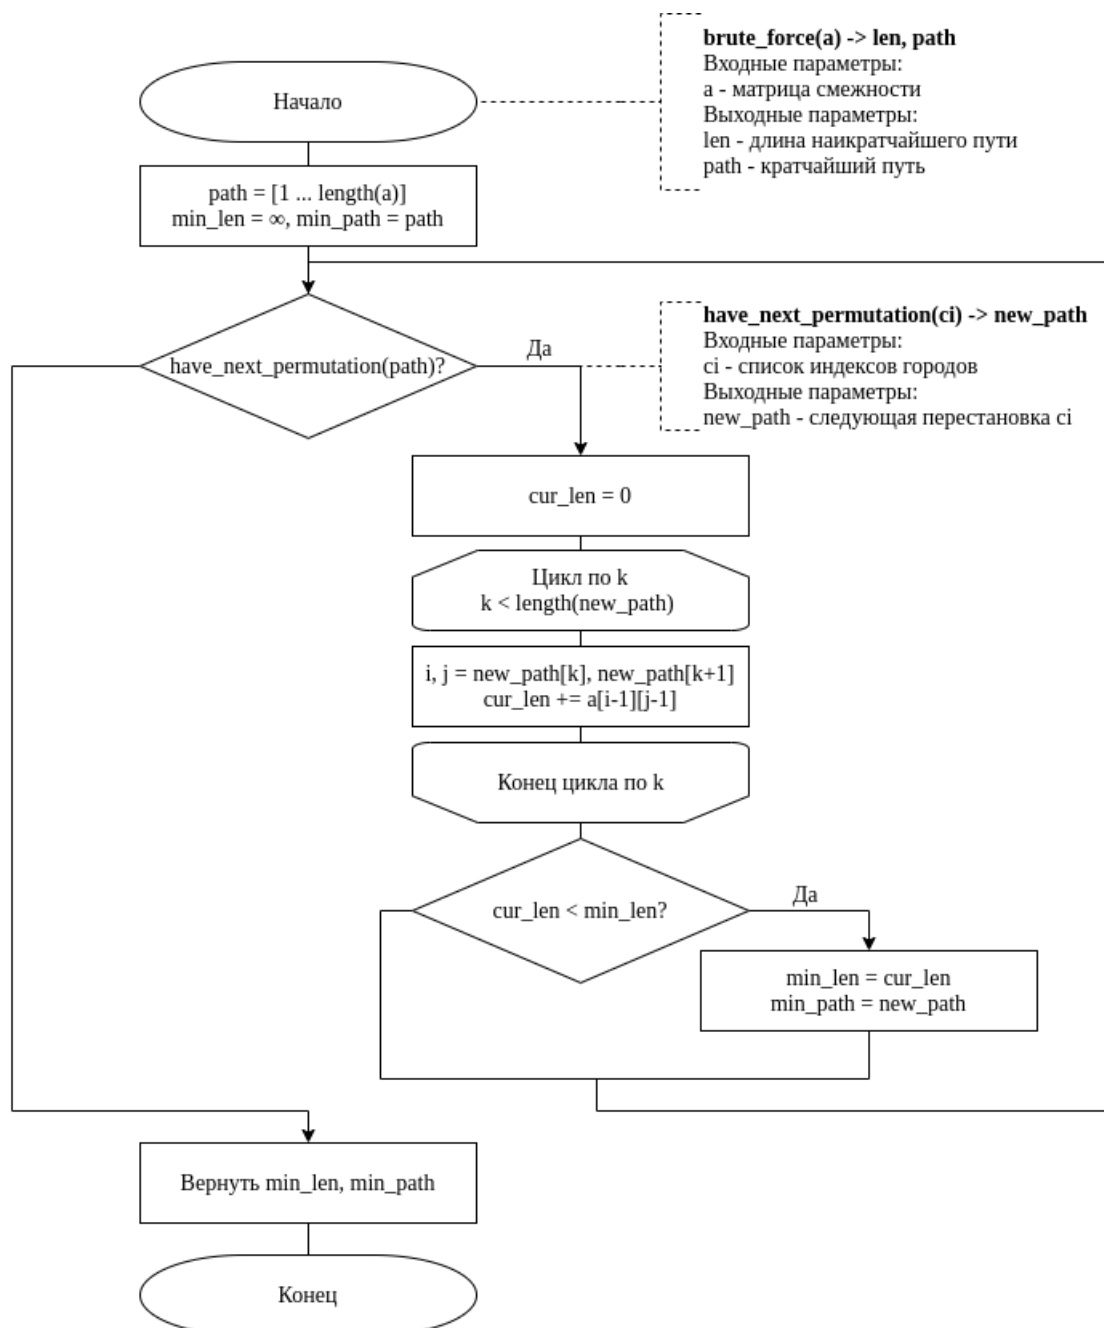 brute_force(a) -> len, path
Входные параметры:
a - матрица смежности
Выходные параметры:
len - длина наикратчайшего пути
path - кратчайший путь
Начало
path = [1 ... length(a)]
min_len = ∞, min_path = path
have_next_permutation(path)?
Да
have_next_permutation(ci) -> new_path
Входные параметры:
ci - список индексов городов
Выходные параметры:
new_path - следующая перестановка ci
cur_len = 0
Цикл по k
k < length(new_path)
i, j = new_path[k], new_path[k+1]
cur_len += a[i-1][j-1]
Конец цикла по k
cur_len < min_len?
Да
min_len = cur_len
min_path = new_path
Вернуть min_len, min_path
Конец